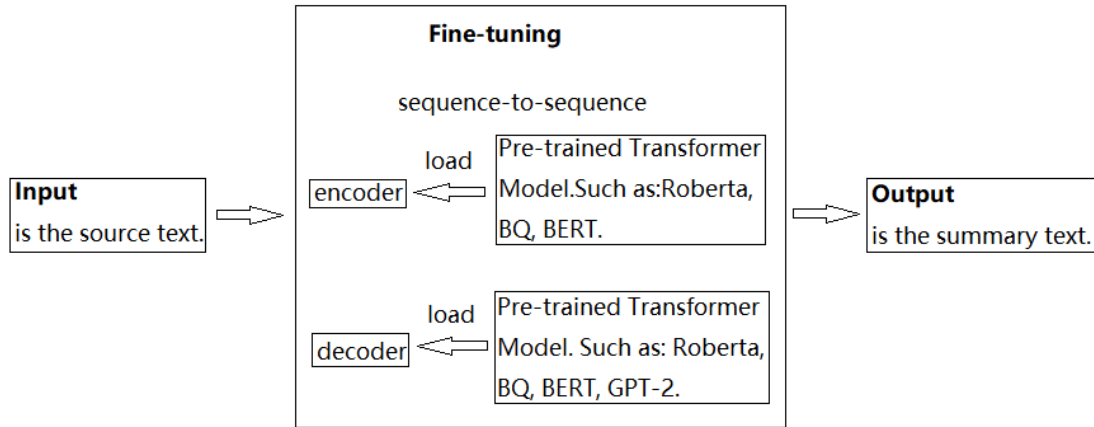 Fine-tuning
sequence-to-sequence
Input
is the source text.
load
encoder
Pre-trained Transformer
Model.Such as:Roberta,
BQ, BERT.
load
decoder
Pre-trained Transformer
Model. Such as: Roberta,
BQ, BERT, GPT-2.
Output
is the summary text.